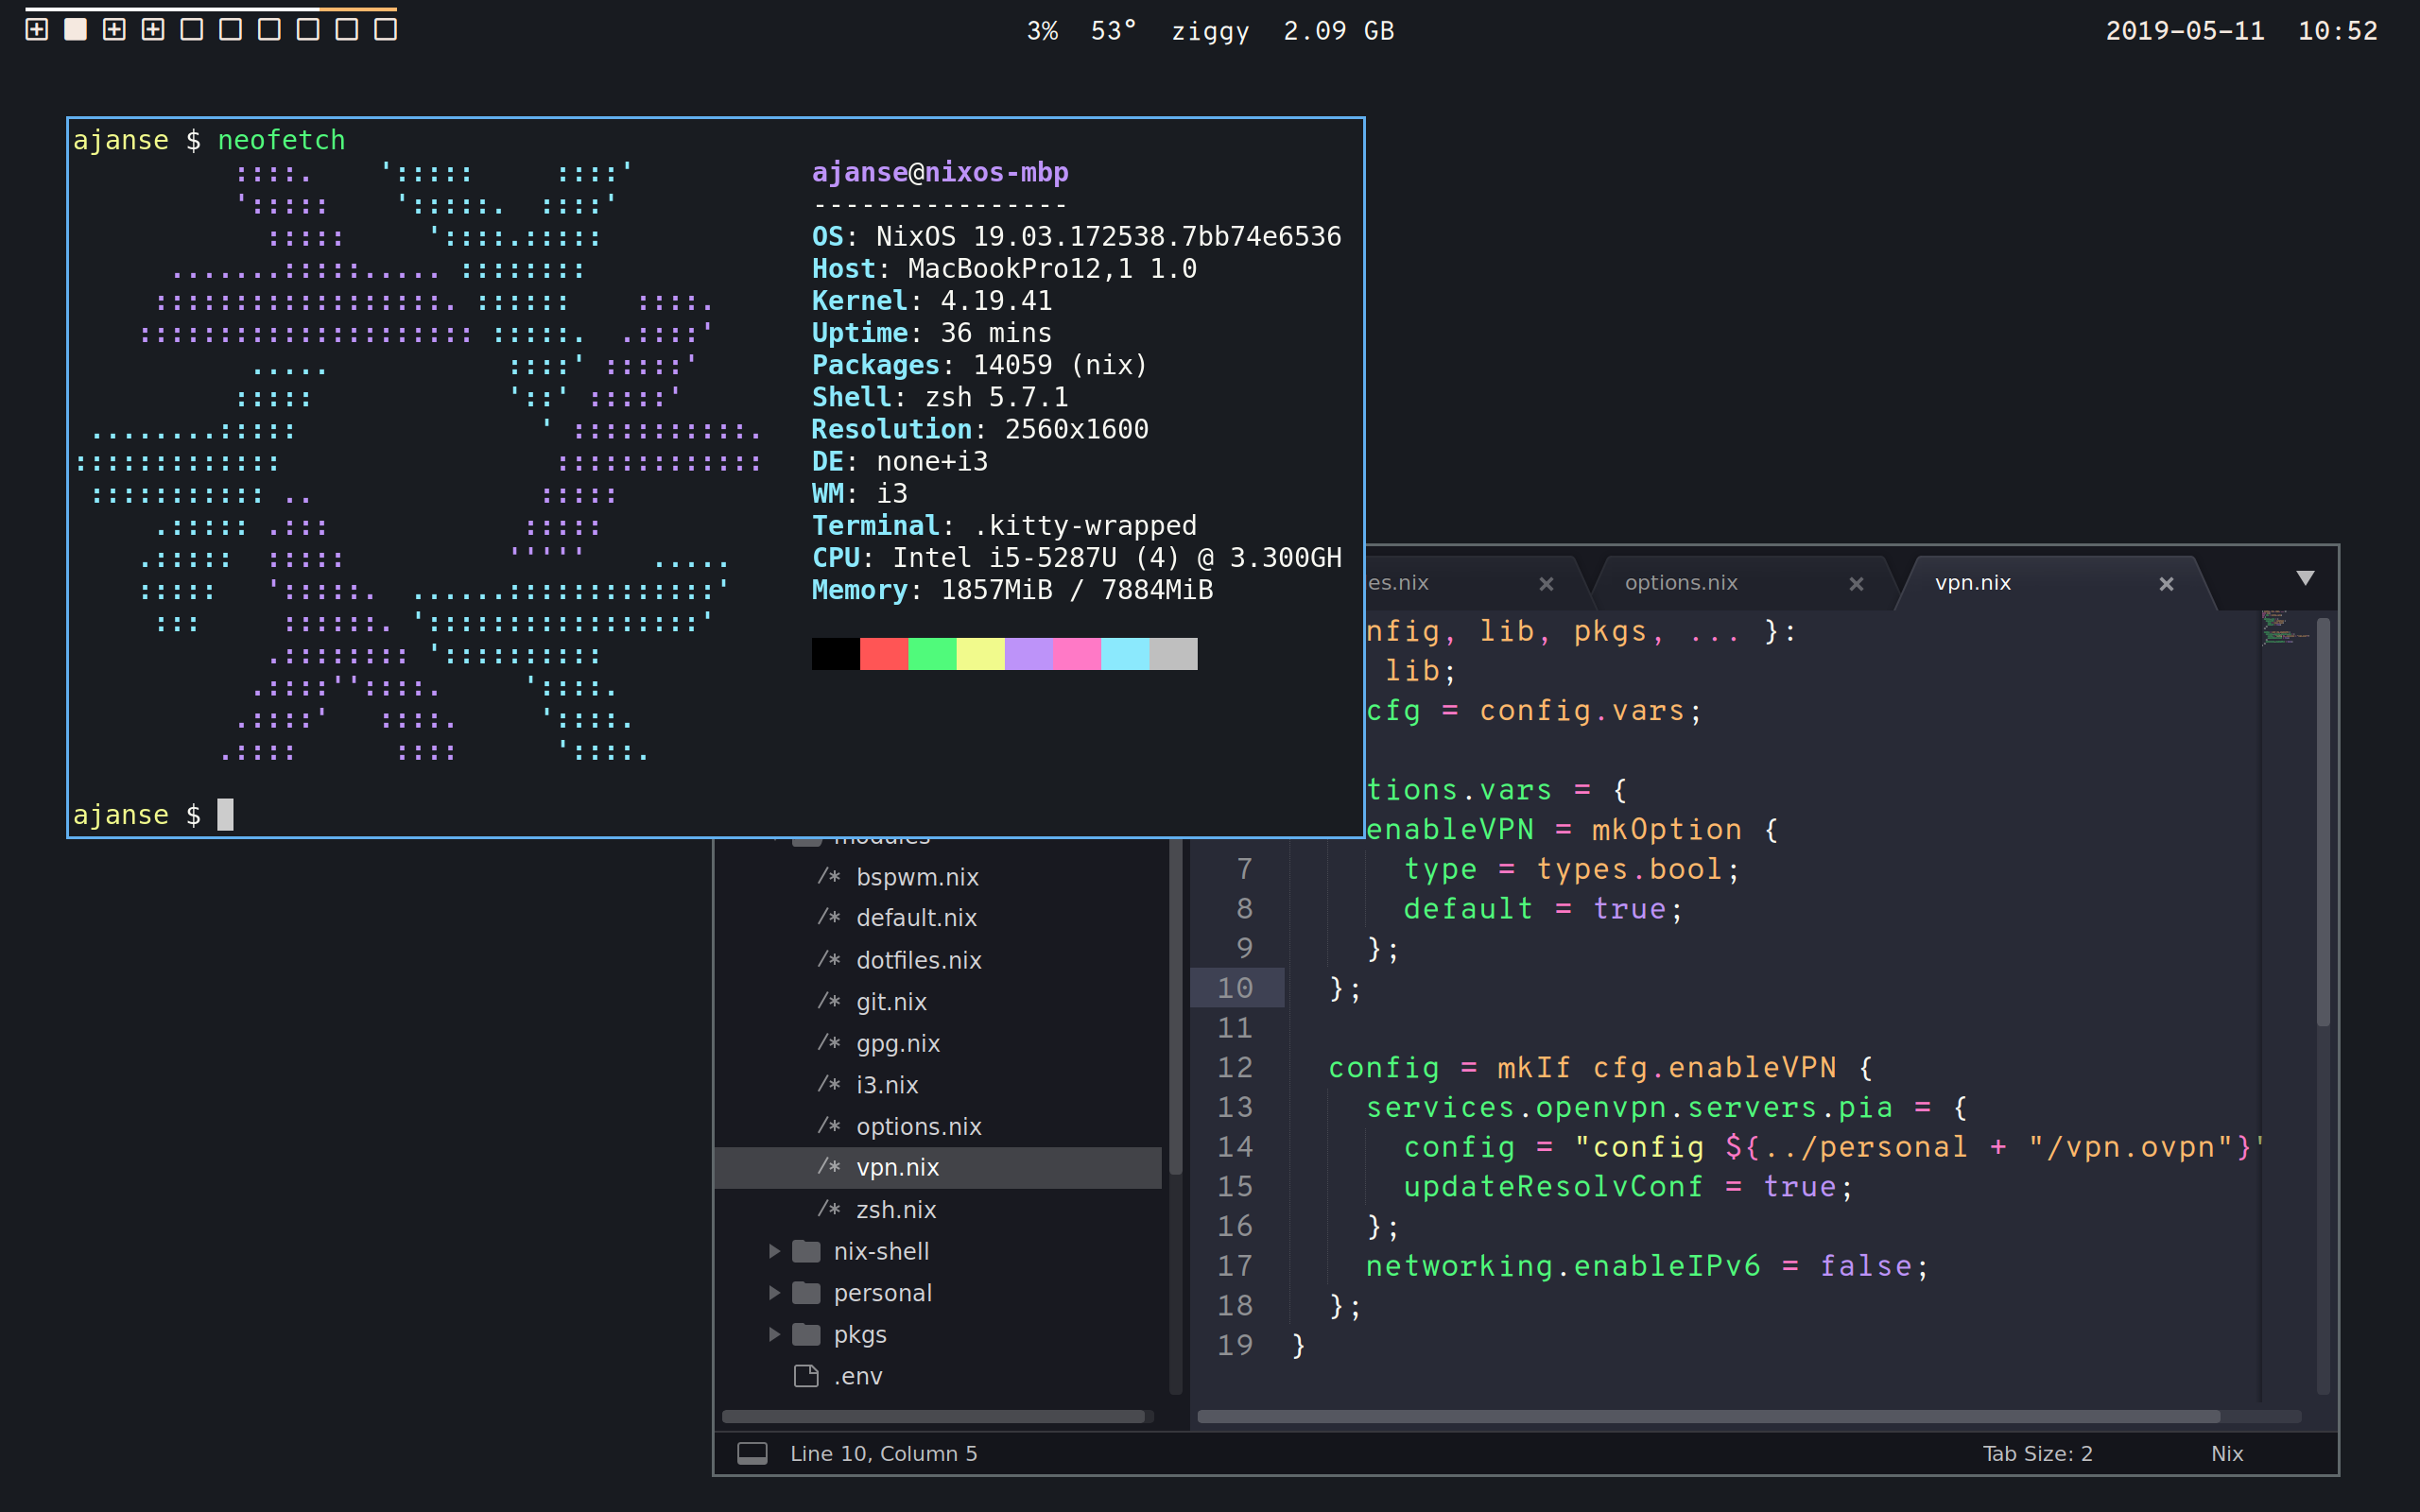 3% 53° ziggy 2.09 GB
2019-05-11 10:52
ajanse $ neofetch
ajanse@nixos-mbp
----------------
OS: NixOS 19.03.172538.7bb74e6536
Host: MacBookPro12,1 1.0
Kernel: 4.19.41
Uptime: 36 mins
Packages: 14059 (nix)
Shell: zsh 5.7.1
Resolution: 2560x1600
DE: none+i3
WM: i3
Terminal: .kitty-wrapped
CPU: Intel i5-5287U (4) @ 3.300GH
Memory: 1857MiB / 7884MiB
ajanse $
es.nix
options.nix
vpn.nix
modules
/* bspwm.nix
/* default.nix
/* dotfiles.nix
/* git.nix
/* gpg.nix
/* i3.nix
/* options.nix
/* vpn.nix
/* zsh.nix
nix-shell
personal
pkgs
.env
nfig, lib, pkgs, ... }:
lib;
cfg = config.vars;
tions.vars = {
enableVPN = mkOption {
7 type = types.bool;
8 default = true;
9 };
10 };
11
12 config = mkIf cfg.enableVPN {
13 services.openvpn.servers.pia = {
14 config = "config ${../personal + "/vpn.ovpn"}"
15 updateResolvConf = true;
16 };
17 networking.enableIPv6 = false;
18 };
19 }
Line 10, Column 5
Tab Size: 2
Nix